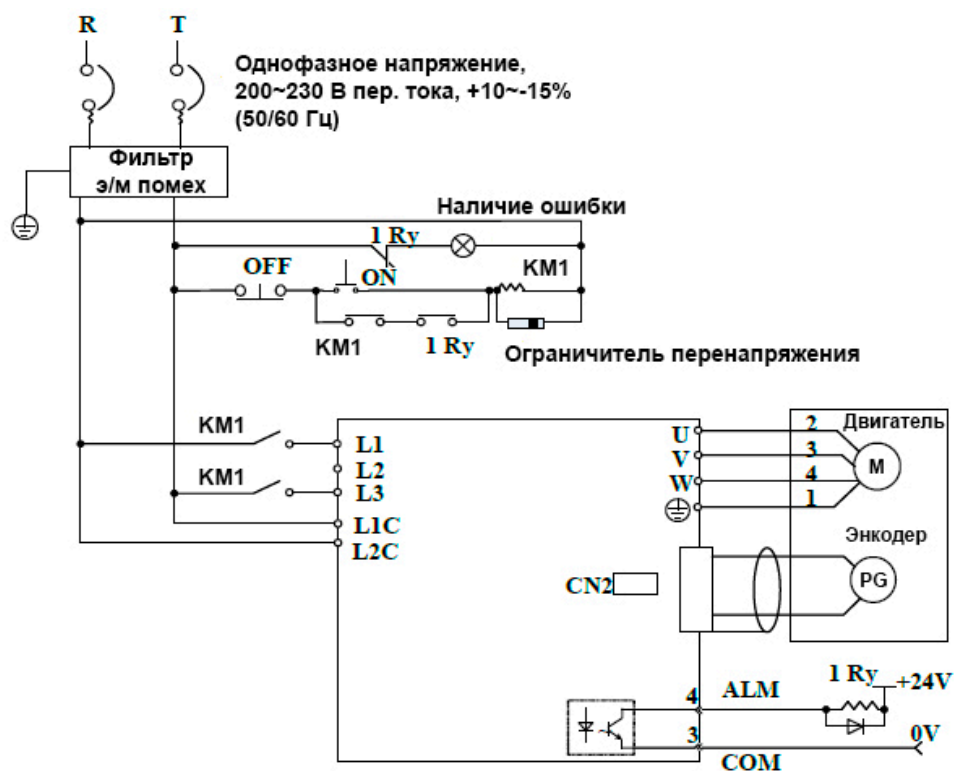 R
T
Однофазное напряжение,
200~230 В пер. тока, +10~-15%
(50/60 Гц)
Фильтр
э/м помех
Наличие ошибки
1 Ry
OFF
ON
KM1
KM1
1 Ry
Ограничитель перенапряжения
KM1
L1
L2
KM1
L3
L1C
L2C
U
V
W
2
3
4
1
Двигатель
M
Энкодер
PG
CN2
1 Ry
+24V
4
ALM
3
COM
0V